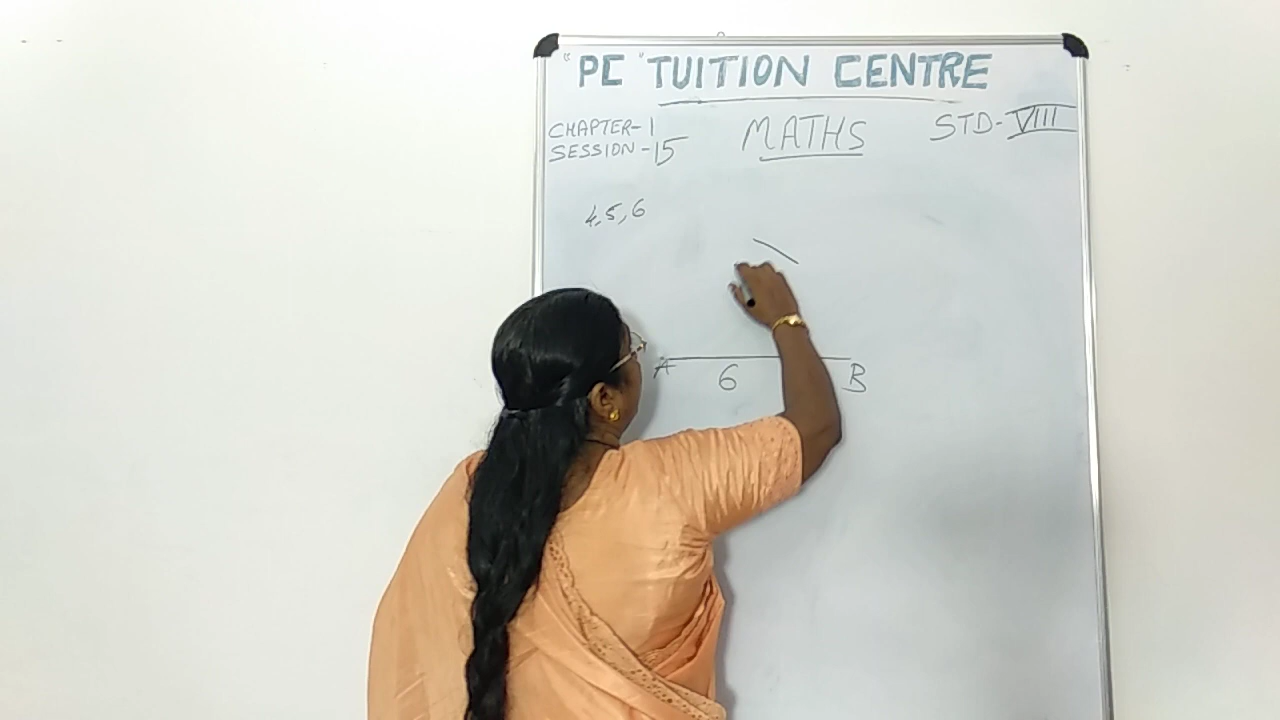 "PC" TUITION CENTRE
CHAPTER-1
SESSION-15
MATHS
STD-VIII
4,5,6
A 6 B